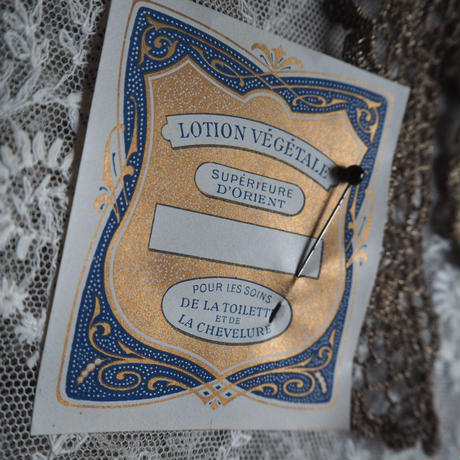 LOTION VÉGÉTALE
SUPÉRIEURE
D'ORIENT
POUR LES SOINS
DE LA TOILETTE
ET DE
LA CHEVELURE